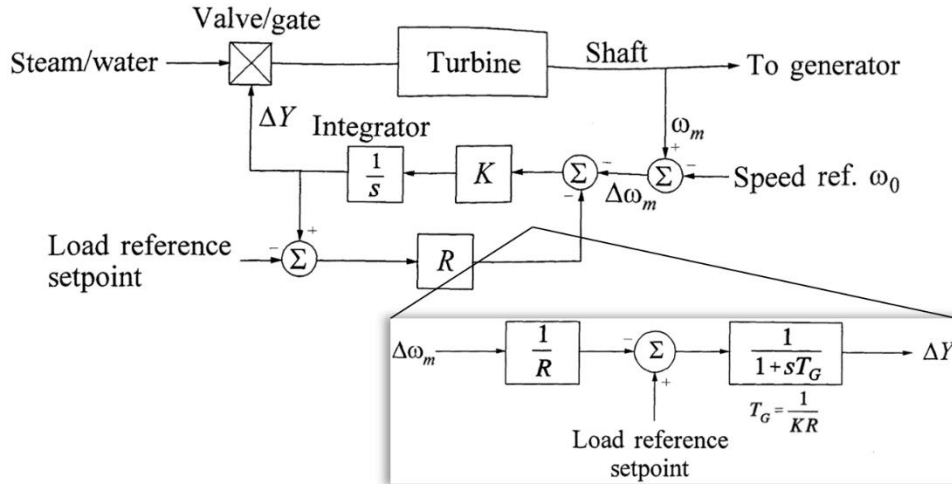 Valve/gate
Steam/water
Turbine
Shaft
To generator
ΔY
Integrator
ω_m
+
1/s
K
−
Σ
−
Δω_m
−
Σ
−
Speed ref. ω_0
+
Load reference
setpoint
−
Σ
R
Δω_m
1/R
−
Σ
+
1/(1+sT_G)
ΔY
T_G = 1/KR
Load reference
setpoint